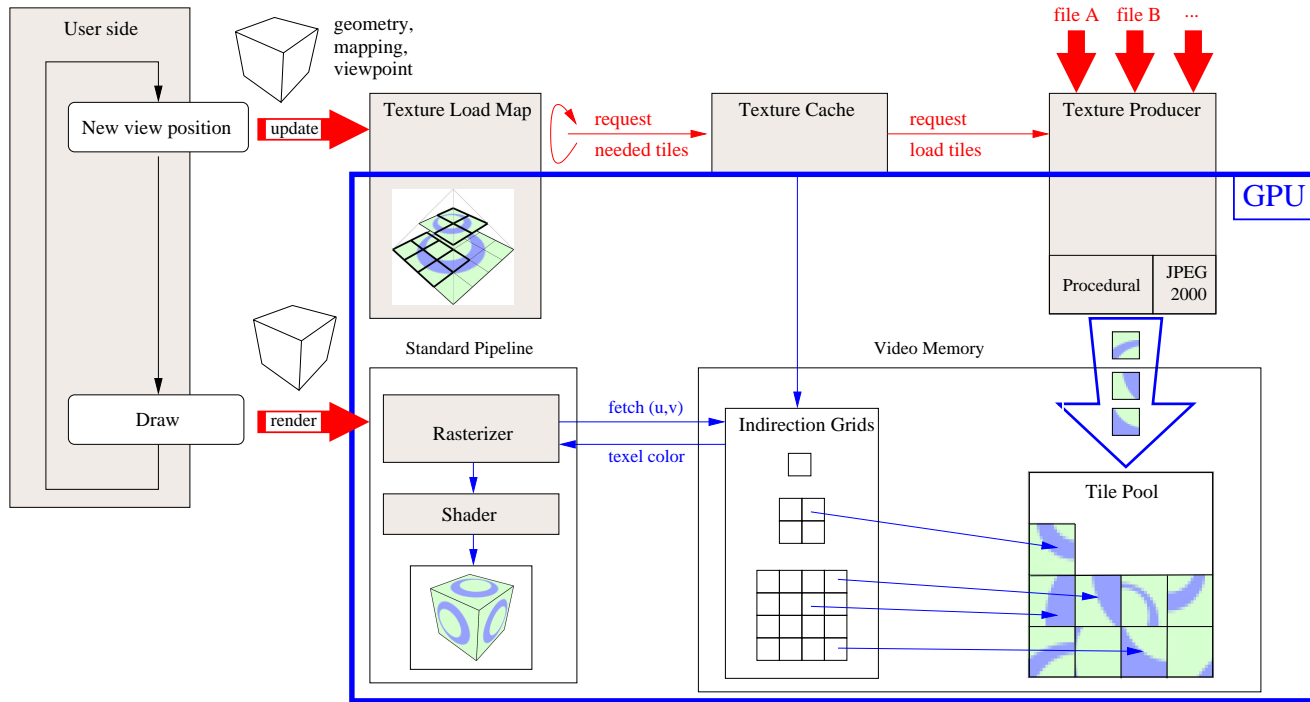 User side
geometry,
mapping,
viewpoint
file A
file B
...
New view position
update
Texture Load Map
request
needed tiles
Texture Cache
request
load tiles
Texture Producer
GPU
Procedural
JPEG
2000
Standard Pipeline
Video Memory
Draw
render
Rasterizer
fetch (u,v)
texel color
Indirection Grids
Shader
Tile Pool